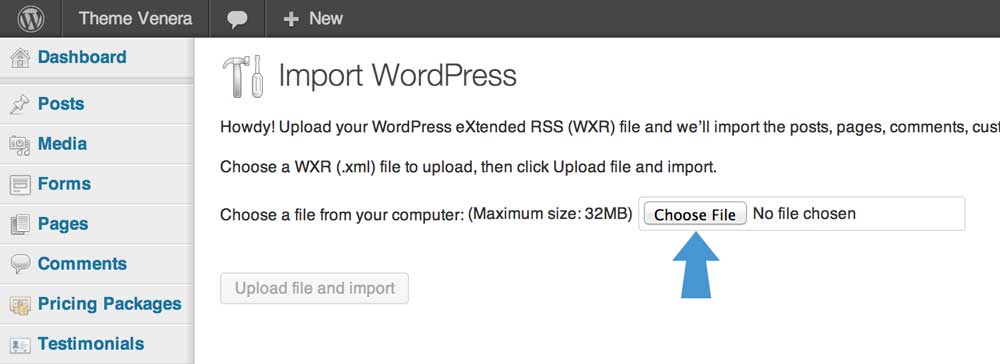 Theme Venera New
Dashboard
Posts
Media
Forms
Pages
Comments
Pricing Packages
Testimonials
Import WordPress
Howdy! Upload your WordPress eXtended RSS (WXR) file and we'll import the posts, pages, comments, cust
Choose a WXR (.xml) file to upload, then click Upload file and import.
Choose a file from your computer: (Maximum size: 32MB) Choose File No file chosen
Upload file and import